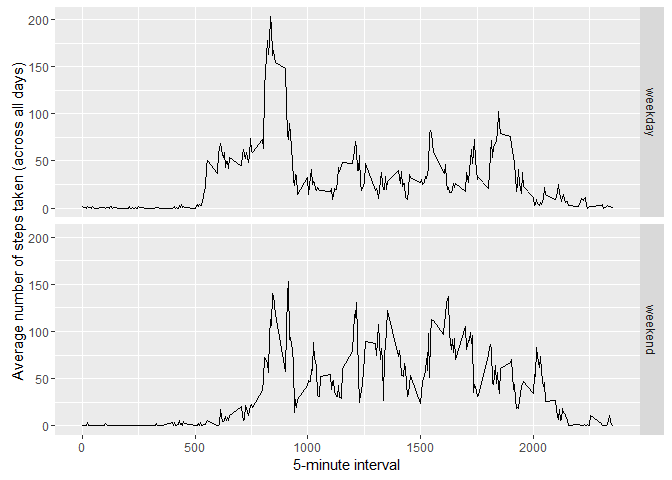 200
150
100
50
0
weekday
200
150
100
50
0
weekend
Average number of steps taken (across all days)
0 500 1000 1500 2000
5-minute interval